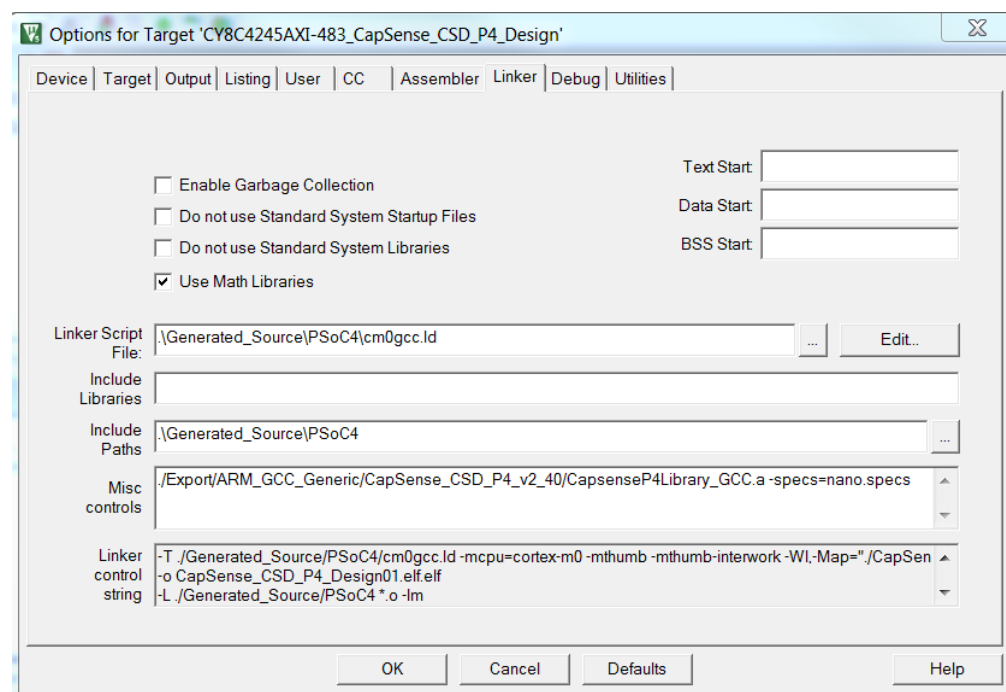 Options for Target 'CY8C4245AXI-483_CapSense_CSD_P4_Design'
Device Target Output Listing User CC Assembler Linker Debug Utilities
Enable Garbage Collection
Do not use Standard System Startup Files
Do not use Standard System Libraries
Use Math Libraries
Text Start:
Data Start:
BSS Start:
Linker Script
File:
.\Generated_Source\PSoC4\cm0gcc.ld
...
Edit...
Include
Libraries
Include
Paths
.\Generated_Source\PSoC4
...
Misc
controls
./Export/ARM_GCC_Generic/CapSense_CSD_P4_v2_40/CapsenseP4Library_GCC.a -specs=nano.specs
Linker
control
string
-T ./Generated_Source/PSoC4/cm0gcc.ld -mcpu=cortex-m0 -mthumb -mthumb-interwork -Wl,-Map="./CapSen
-o CapSense_CSD_P4_Design01.elf.elf
-L ./Generated_Source/PSoC4 *.o -lm
OK Cancel Defaults Help